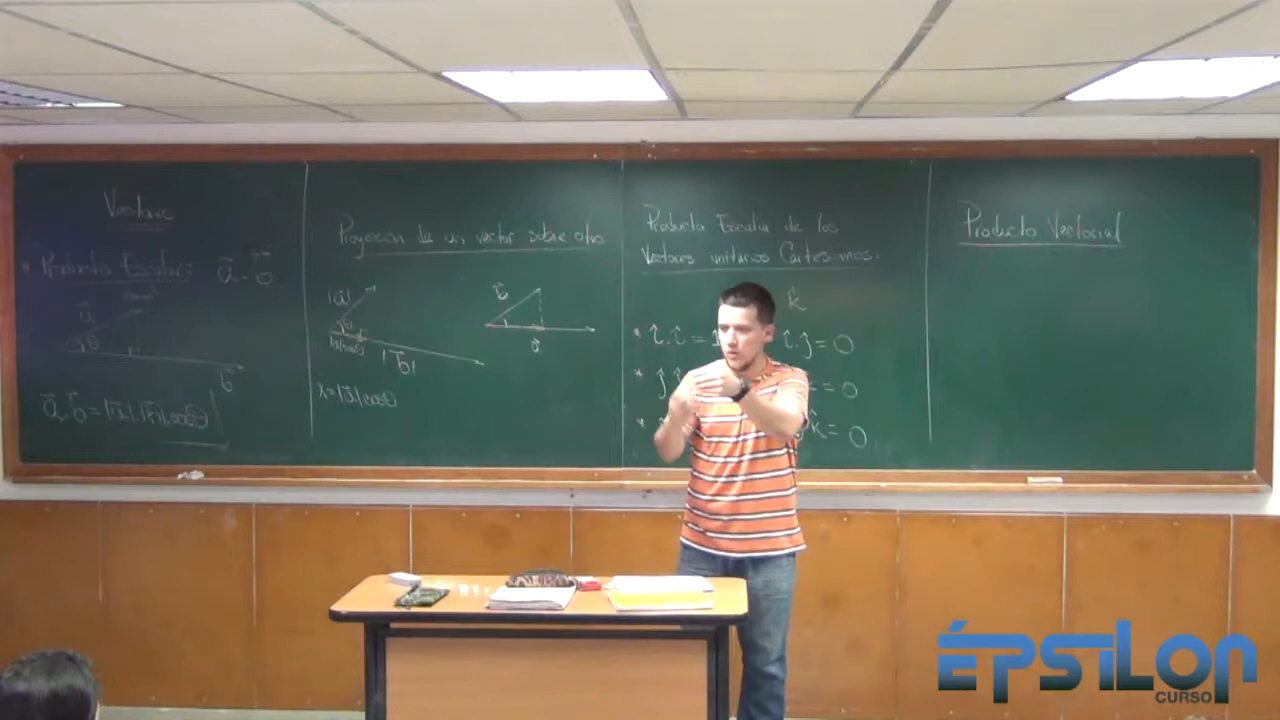 Vectores
* Producto Escalar: a⃗ . b⃗
a⃗
θ
b⃗
a⃗ . b⃗ = |a⃗|.|b⃗|.cosθ
Proyección de un vector sobre otro
|a⃗|
θ
|b⃗|
x = |a⃗|cosθ
b⃗
a⃗
Producto Escalar de los
Vectores unitarios Cartesianos:
k̂
* î . î = 1 î . ĵ = 0
* ĵ = 0
* k̂ = 0
Producto Vectorial
ÉPSILON
CURSO